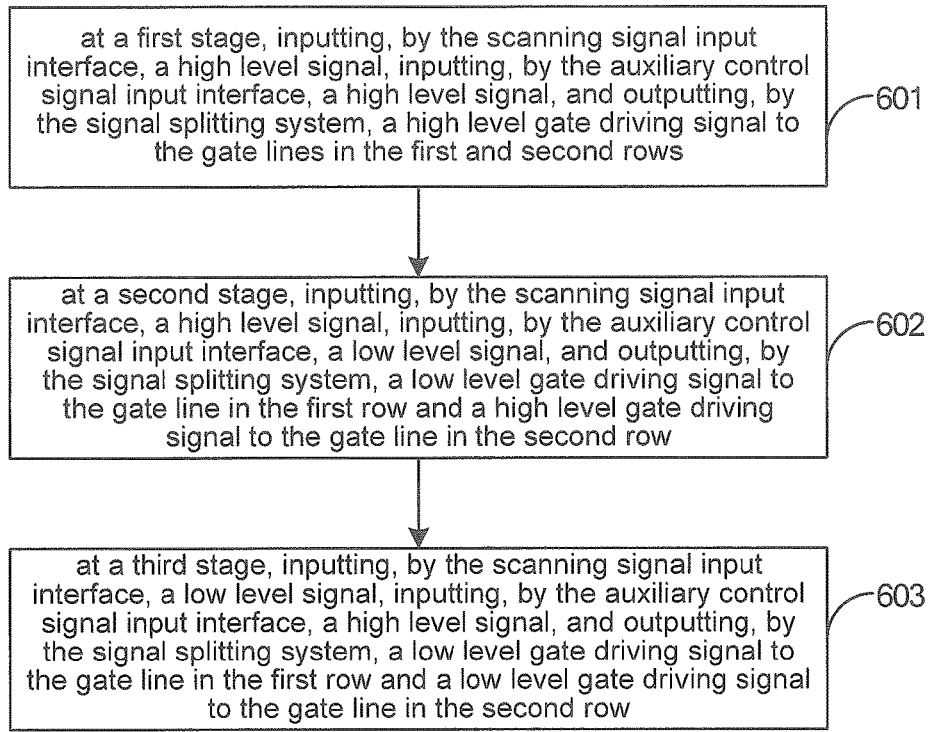 at a first stage, inputting, by the scanning signal input
interface, a high level signal, inputting, by the auxiliary control
signal input interface, a high level signal, and outputting, by
the signal splitting system, a high level gate driving signal to
the gate lines in the first and second rows
601
at a second stage, inputting, by the scanning signal input
interface, a high level signal, inputting, by the auxiliary control
signal input interface, a low level signal, and outputting, by
the signal splitting system, a low level gate driving signal to
the gate line in the first row and a high level gate driving
signal to the gate line in the second row
602
at a third stage, inputting, by the scanning signal input
interface, a low level signal, inputting, by the auxiliary control
signal input interface, a high level signal, and outputting, by
the signal splitting system, a low level gate driving signal to
the gate line in the first row and a low level gate driving signal
to the gate line in the second row
603